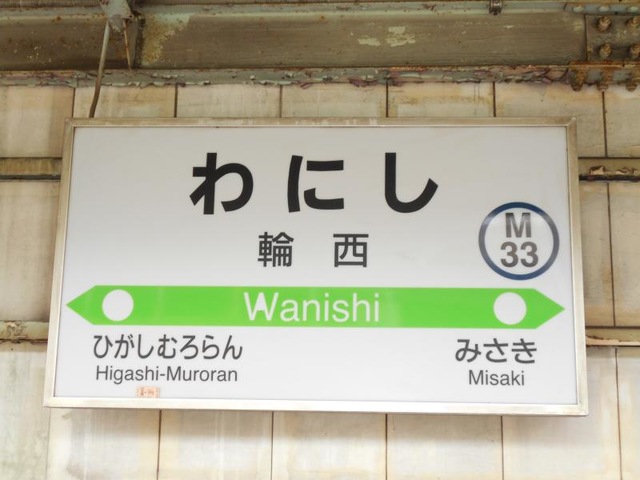 わにし
輪西
M
33
Wanishi
ひがしむろらん
Higashi-Muroran
みさき
Misaki